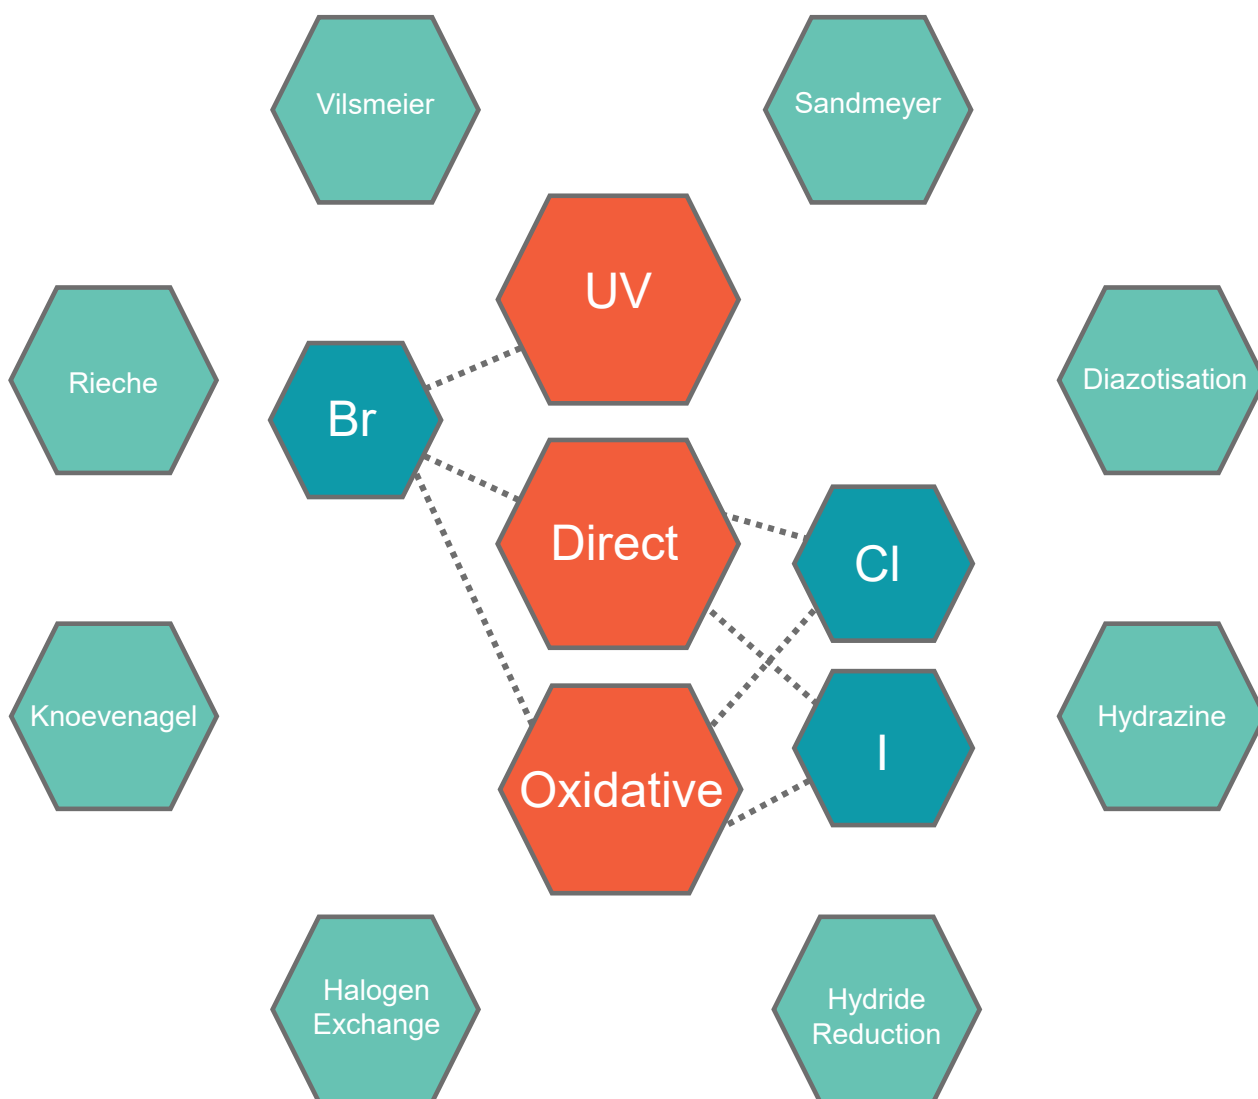 Vilsmeier
Sandmeyer
UV
Rieche
Diazotisation
Br
Direct
Cl
Knoevenagel
Hydrazine
I
Oxidative
Halogen
Exchange
Hydride
Reduction